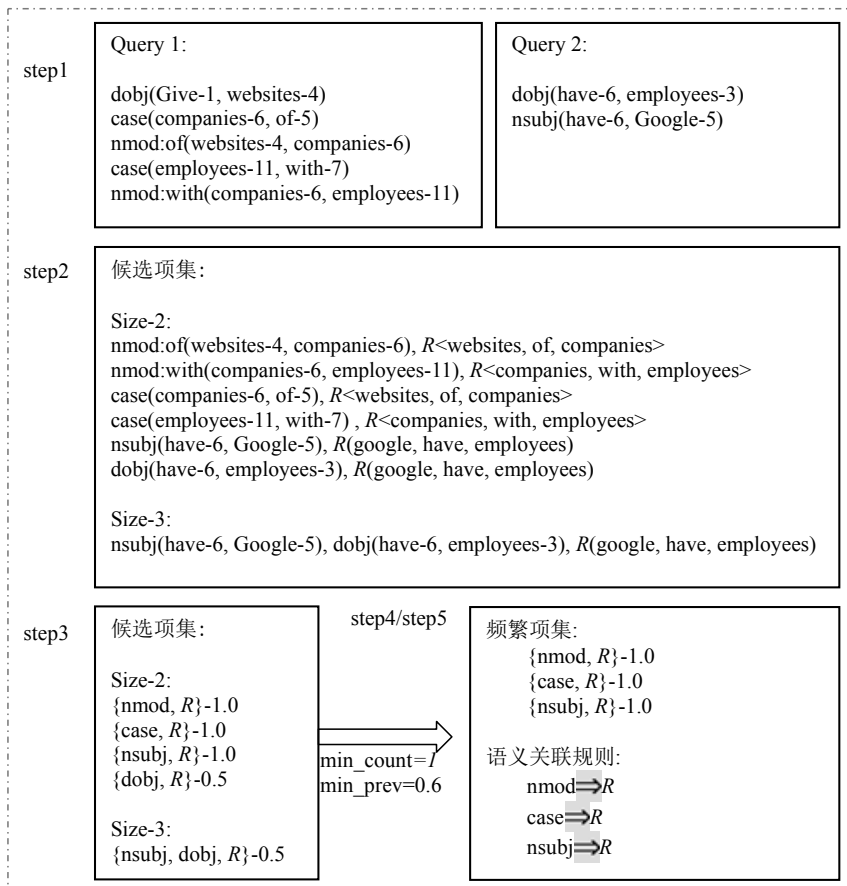 step1
Query 1:
dobj(Give-1, websites-4)
case(companies-6, of-5)
nmod:of(websites-4, companies-6)
case(employees-11, with-7)
nmod:with(companies-6, employees-11)
Query 2:
dobj(have-6, employees-3)
nsubj(have-6, Google-5)
step2
候选项集:
Size-2:
nmod:of(websites-4, companies-6), R<websites, of, companies>
nmod:with(companies-6, employees-11), R<companies, with, employees>
case(companies-6, of-5), R<websites, of, companies>
case(employees-11, with-7) , R<companies, with, employees>
nsubj(have-6, Google-5), R(google, have, employees)
dobj(have-6, employees-3), R(google, have, employees)
Size-3:
nsubj(have-6, Google-5), dobj(have-6, employees-3), R(google, have, employees)
step3
候选项集:
Size-2:
{nmod, R}-1.0
{case, R}-1.0
{nsubj, R}-1.0
{dobj, R}-0.5
Size-3:
{nsubj, dobj, R}-0.5
step4/step5
min_count=1
min_prev=0.6
频繁项集:
{nmod, R}-1.0
{case, R}-1.0
{nsubj, R}-1.0
语义关联规则:
nmod⇒R
case⇒R
nsubj⇒R